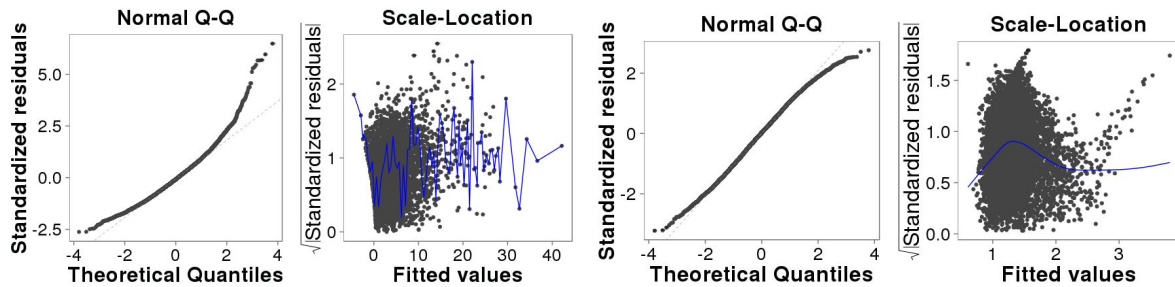 Normal Q-Q
Standardized residuals
5.0
2.5
0.0
-2.5
-4
-2
0
2
4
Theoretical Quantiles
Scale-Location
√|Standardized residuals|
2
1
0
0
10
20
30
40
Fitted values
Normal Q-Q
Standardized residuals
2
0
-2
-4
-2
0
2
4
Theoretical Quantiles
Scale-Location
√|Standardized residuals|
1.5
1.0
0.5
0.0
1
2
3
Fitted values